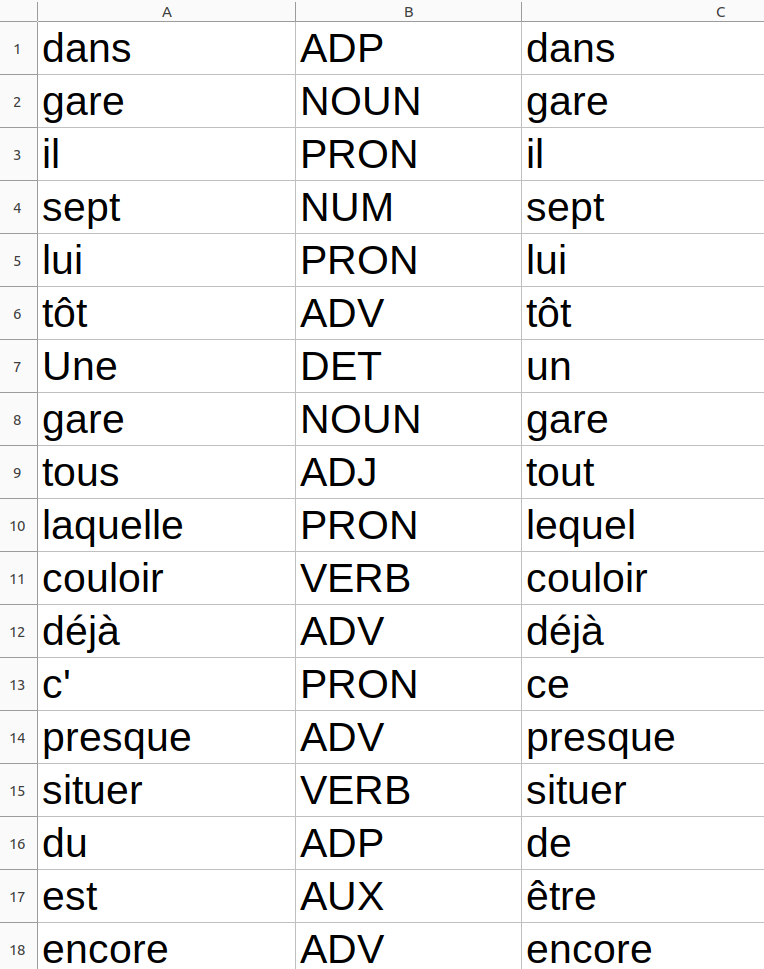 A B C
1 dans ADP dans
2 gare NOUN gare
3 il PRON il
4 sept NUM sept
5 lui PRON lui
6 tôt ADV tôt
7 Une DET un
8 gare NOUN gare
9 tous ADJ tout
10 laquelle PRON lequel
11 couloir VERB couloir
12 déjà ADV déjà
13 c' PRON ce
14 presque ADV presque
15 situer VERB situer
16 du ADP de
17 est AUX être
18 encore ADV encore